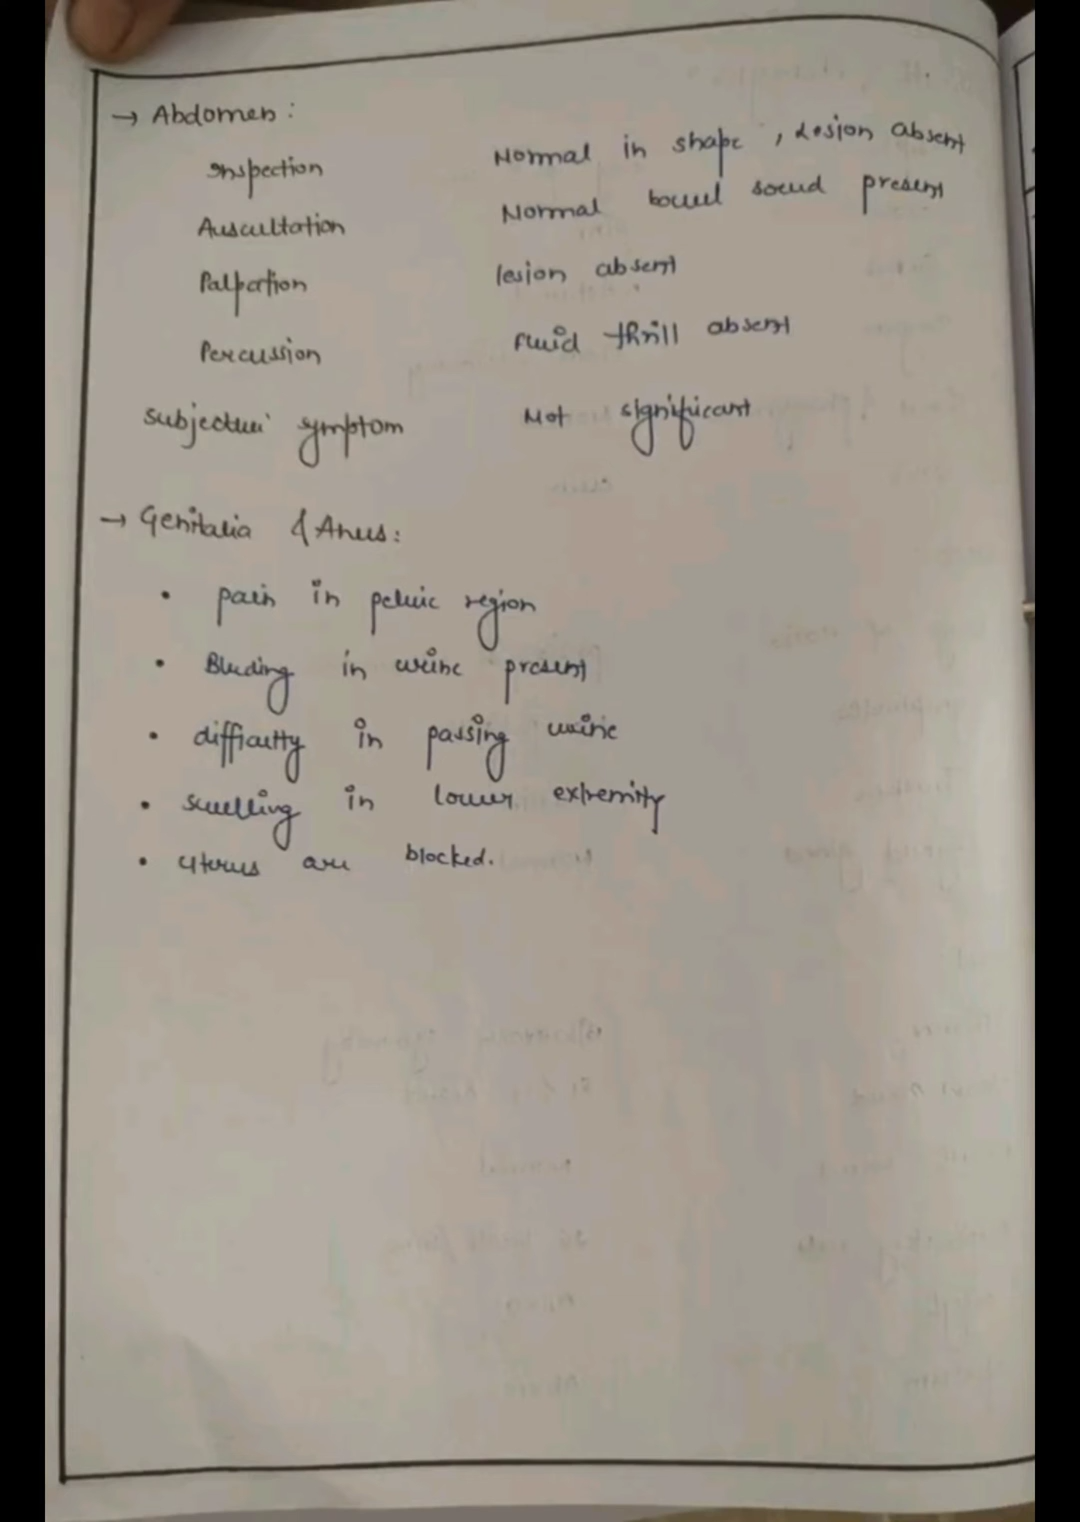 → Abdomen :
Inspection Normal in shape , Lesion absent
Auscultation Normal bowel sound present
Palpation lesion absent
Percussion Fluid thrill absent
Subjective symptom Not significant
→ Genitalia & Anus :
• pain in pelvic region
• Bleeding in urine present
• difficulty in passing urine
• swelling in lower extremity
• uterus are blocked.